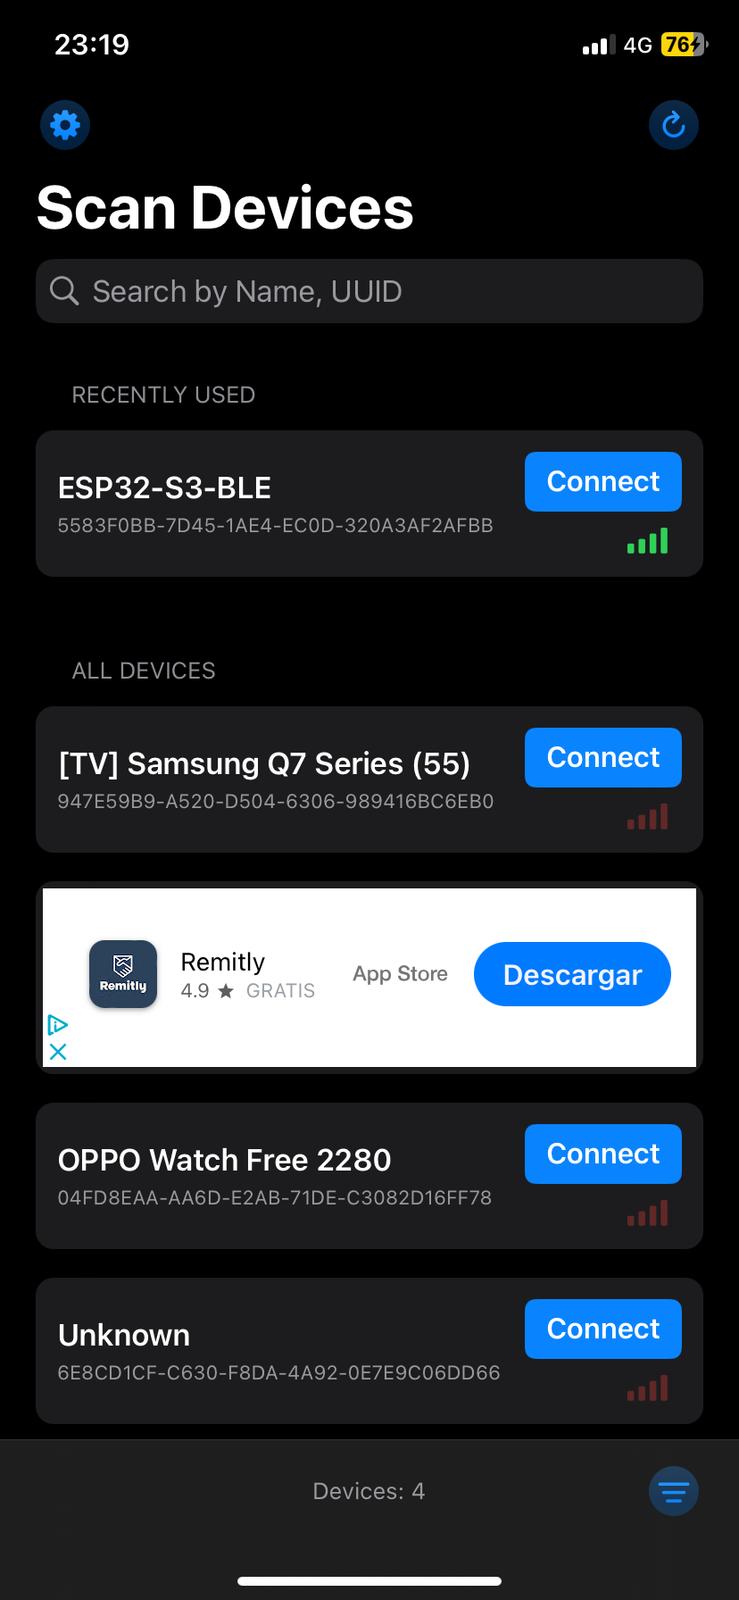 23:19
4G 76
Scan Devices
Search by Name, UUID
RECENTLY USED
ESP32-S3-BLE
Connect
5583F0BB-7D45-1AE4-EC0D-320A3AF2AFBB
ALL DEVICES
[TV] Samsung Q7 Series (55)
Connect
947E59B9-A520-D504-6306-989416BC6EB0
Remitly
Remitly
4.9 ★ GRATIS
App Store
Descargar
OPPO Watch Free 2280
Connect
04FD8EAA-AA6D-E2AB-71DE-C3082D16FF78
Unknown
Connect
6E8CD1CF-C630-F8DA-4A92-0E7E9C06DD66
Devices: 4